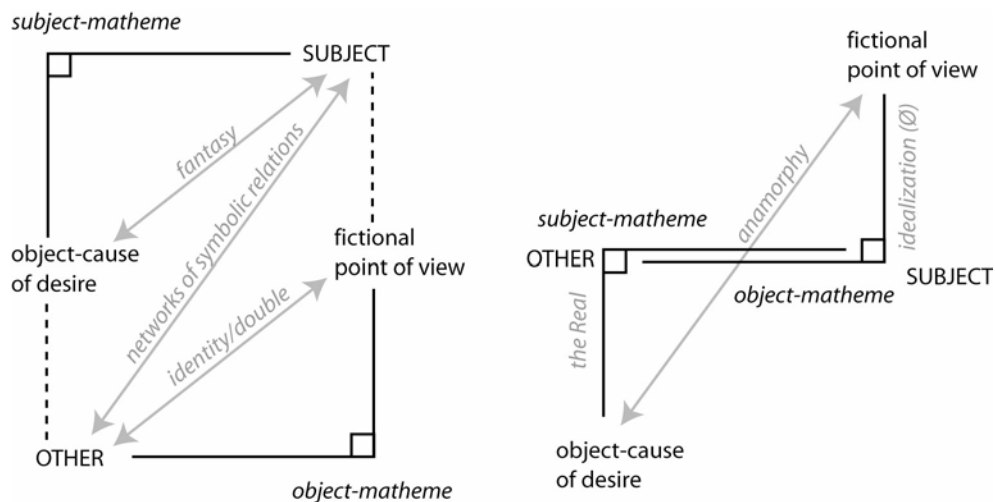 subject-matheme
SUBJECT
fantasy
networks of symbolic relations
object-cause
of desire
fictional
point of view
identity/double
OTHER
object-matheme
fictional
point of view
idealization (Ø)
anamorphy
subject-matheme
OTHER
SUBJECT
object-matheme
the Real
object-cause
of desire